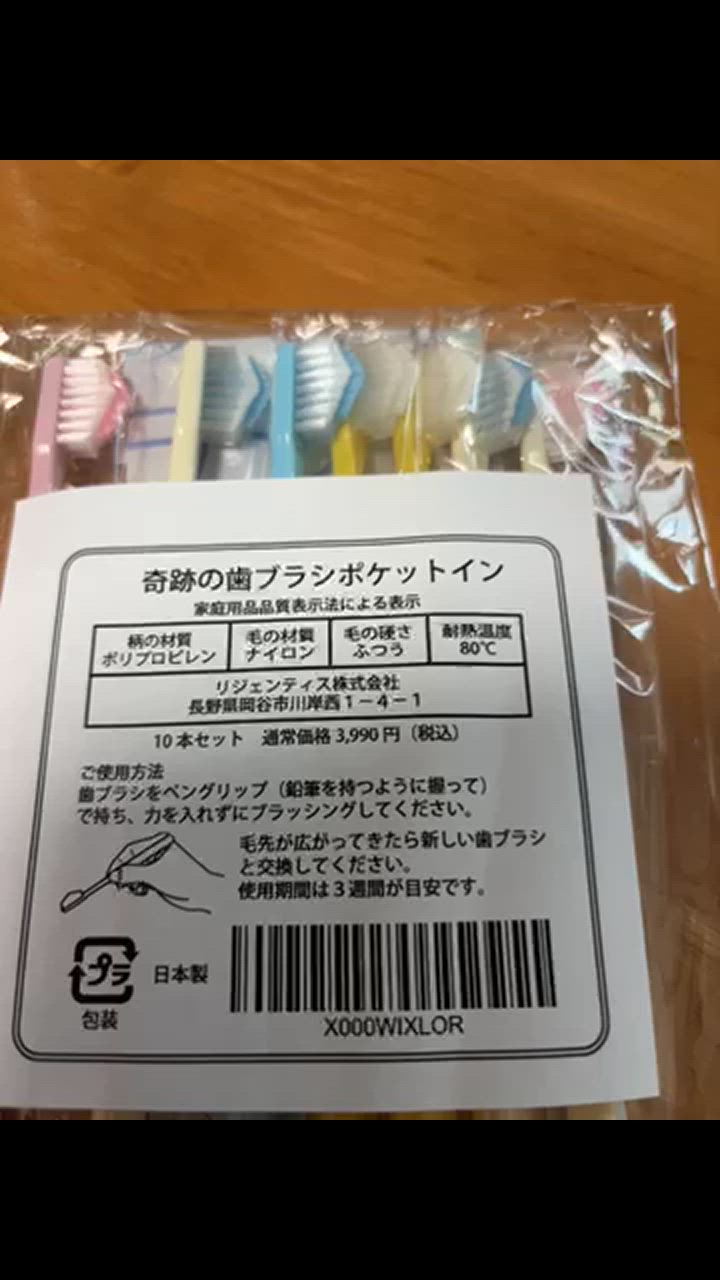 奇跡の歯ブラシポケットイン
家庭用品品質表示法による表示
柄の材質
ポリプロピレン
毛の材質
ナイロン
毛の硬さ
ふつう
耐熱温度
80℃
リジェンティス株式会社
長野県岡谷市川岸西1-4-1
10本セット 通常価格3,990円(税込)
ご使用方法
歯ブラシをペングリップ(鉛筆を持つように握って)
で持ち、力を入れずにブラッシングしてください。
毛先が広がってきたら新しい歯ブラシ
と交換してください。
使用期間は3週間が目安です。
プラ
包装
日本製
X000WIXLOR